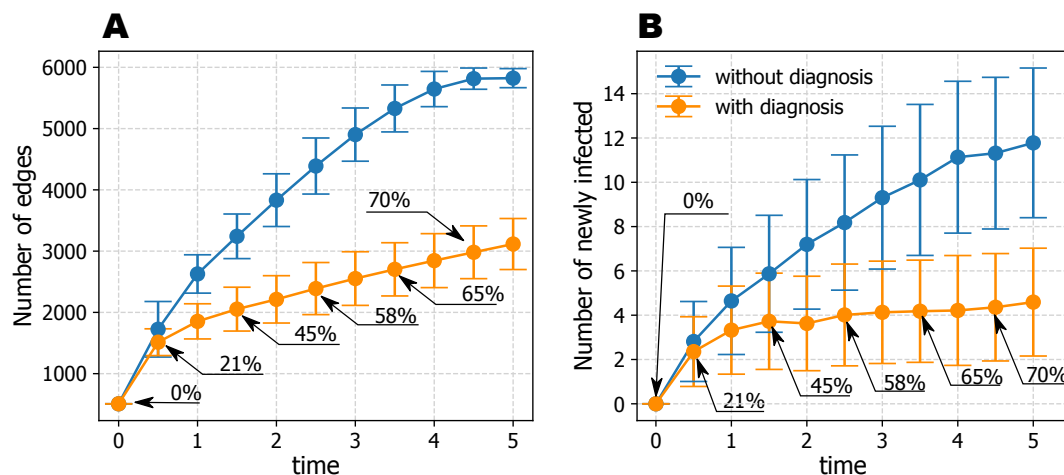 A
Number of edges
6000
5000
4000
3000
2000
1000
0 1 2 3 4 5
time
0%
21%
45%
58%
65%
70%
B
Number of newly infected
14
12
10
8
6
4
2
0
0 1 2 3 4 5
time
without diagnosis
with diagnosis
0%
21%
45%
58%
65%
70%